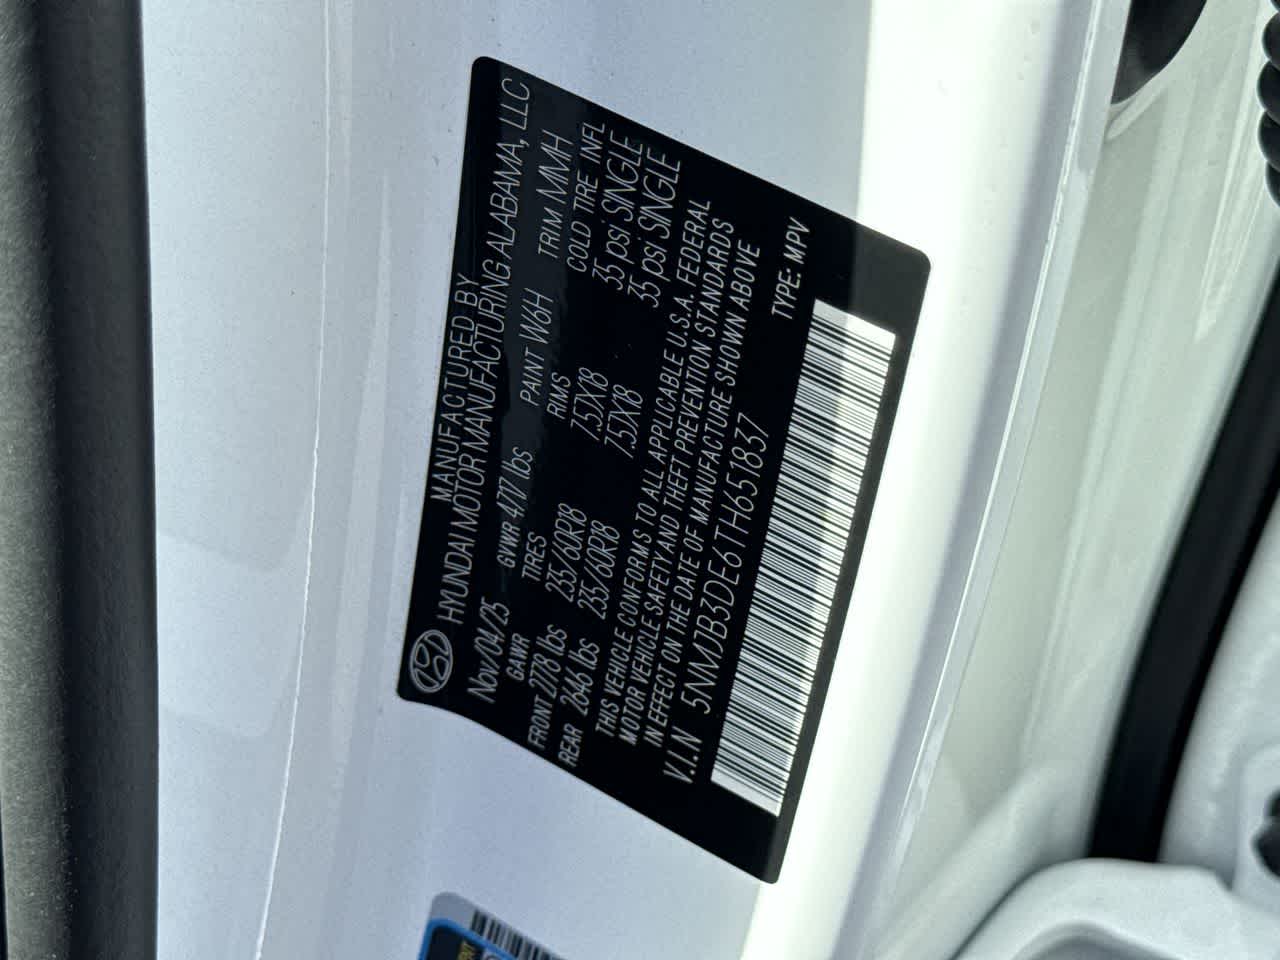 MANUFACTURED BY
HYUNDAI MOTOR MANUFACTURING ALABAMA, LLC
Nov/04/25 GVWR 4717 lbs PAINT W6H TRIM MMH
GAWR TIRES RIMS COLD TIRE INFL
FRONT 2778 lbs 235/60R18 7.5JX18 35 psi SINGLE
REAR 2646 lbs 235/60R18 7.5JX18 35 psi SINGLE
THIS VEHICLE CONFORMS TO ALL APPLICABLE U.S.A. FEDERAL
MOTOR VEHICLE SAFETY AND THEFT PREVENTION STANDARDS
IN EFFECT ON THE DATE OF MANUFACTURE SHOWN ABOVE
V.I.N 5NMJB3DE6TH651837 TYPE: MPV